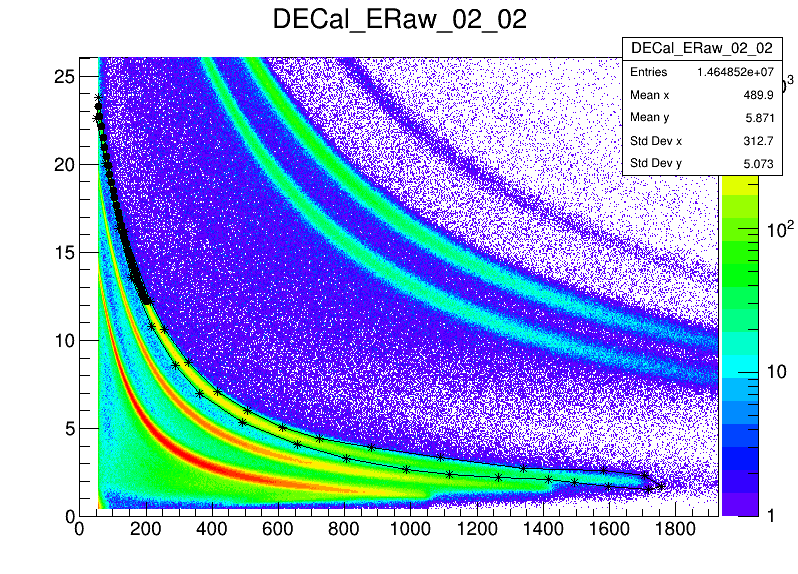 DECal_ERaw_02_02
DECal_ERaw_02_02
Entries 1.464852e+07
Mean x 489.9
Mean y 5.871
Std Dev x 312.7
Std Dev y 5.073
25
20
15
10
5
0
0 200 400 600 800 1000 1200 1400 1600 1800
10²
10
1